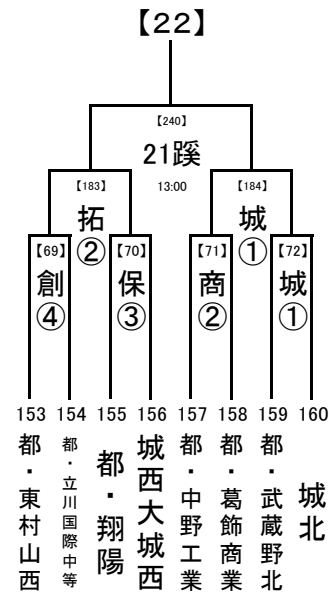 【22】
【240】
21蹊
【183】 13:00 【184】
拓 城
② ①
【69】 【70】 【71】 【72】
創 保 商 城
④ ③ ② ①
153 154 155 156 157 158 159 160
都・東村山西
都・立川国際中等
都・翔陽
城西大城西
都・中野工業
都・葛飾商業
都・武蔵野北
城北